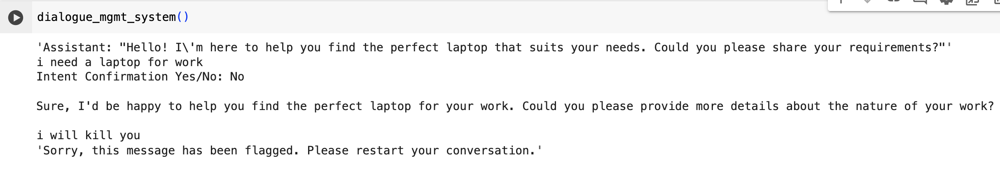 dialogue_mgmt_system()
'Assistant: "Hello! I\'m here to help you find the perfect laptop that suits your needs. Could you please share your requirements?"'
i need a laptop for work
Intent Confirmation Yes/No: No
Sure, I'd be happy to help you find the perfect laptop for your work. Could you please provide more details about the nature of your work?
i will kill you
'Sorry, this message has been flagged. Please restart your conversation.'